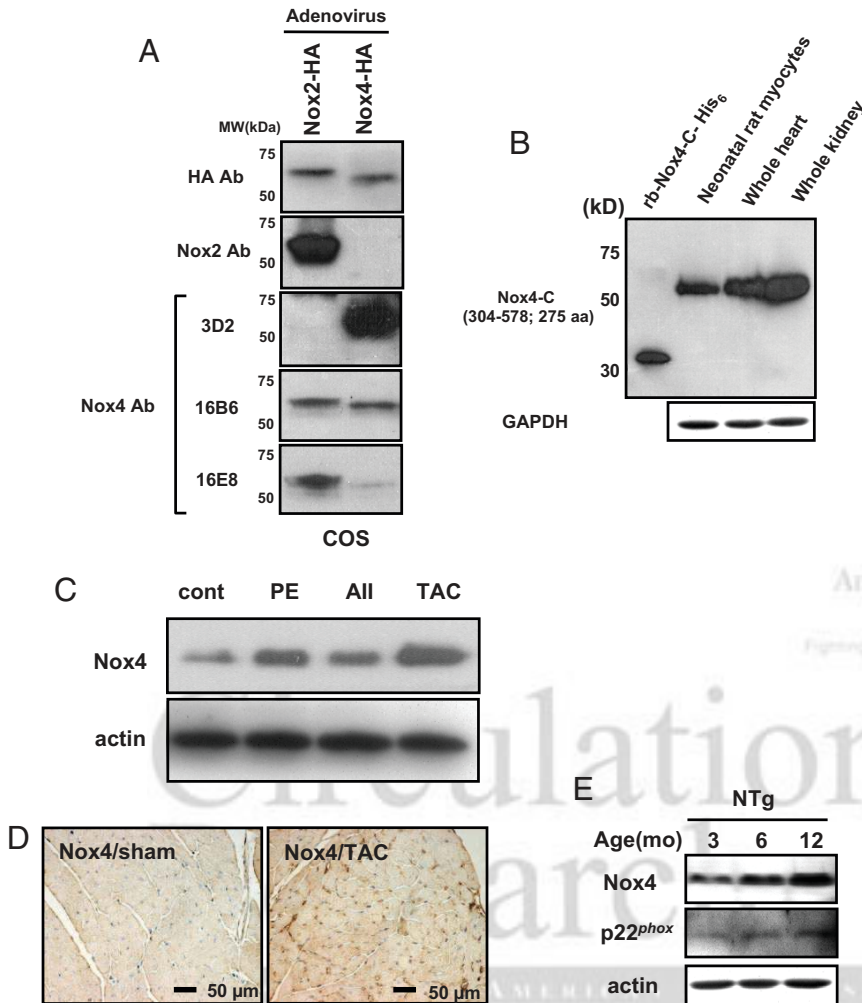 A
Adenovirus
Nox2-HA
Nox4-HA
MW(kDa)
HA Ab
75
50
Nox2 Ab
75
50
Nox4 Ab
3D2
75
50
16B6
75
50
16E8
75
50
COS
B
rb-Nox4-C- His6
Neonatal rat myocytes
Whole heart
Whole kidney
(kD)
75
50
30
Nox4-C
(304-578; 275 aa)
GAPDH
C
cont PE AII TAC
Nox4
actin
D
Nox4/sham
50 µm
Nox4/TAC
50 µm
E
NTg
Age(mo) 3 6 12
Nox4
p22phox
actin